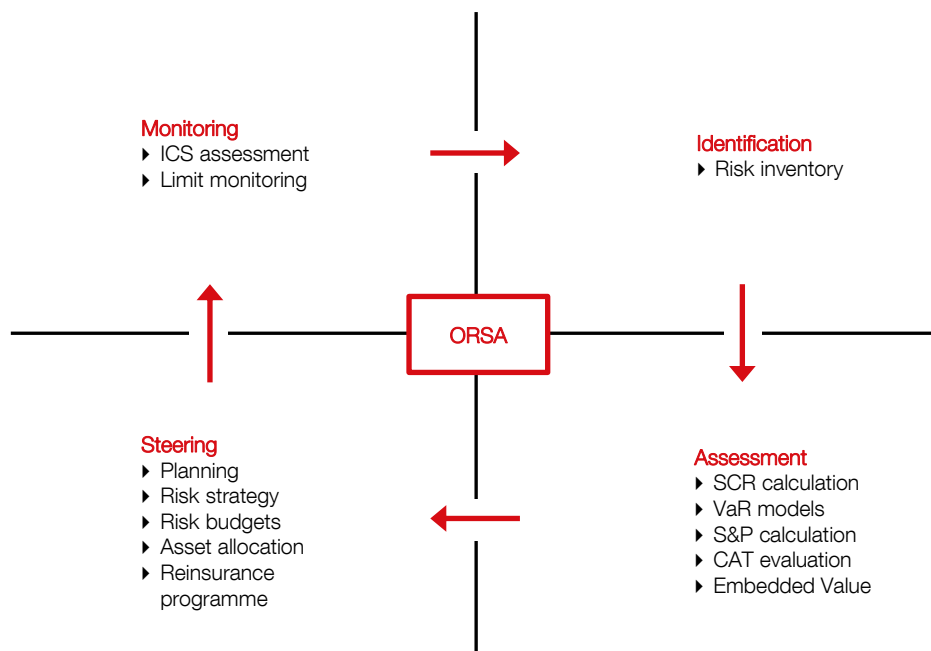 Monitoring
ICS assessment
Limit monitoring
Identification
Risk inventory
ORSA
Steering
Planning
Risk strategy
Risk budgets
Asset allocation
Reinsurance
programme
Assessment
SCR calculation
VaR models
S&P calculation
CAT evaluation
Embedded Value